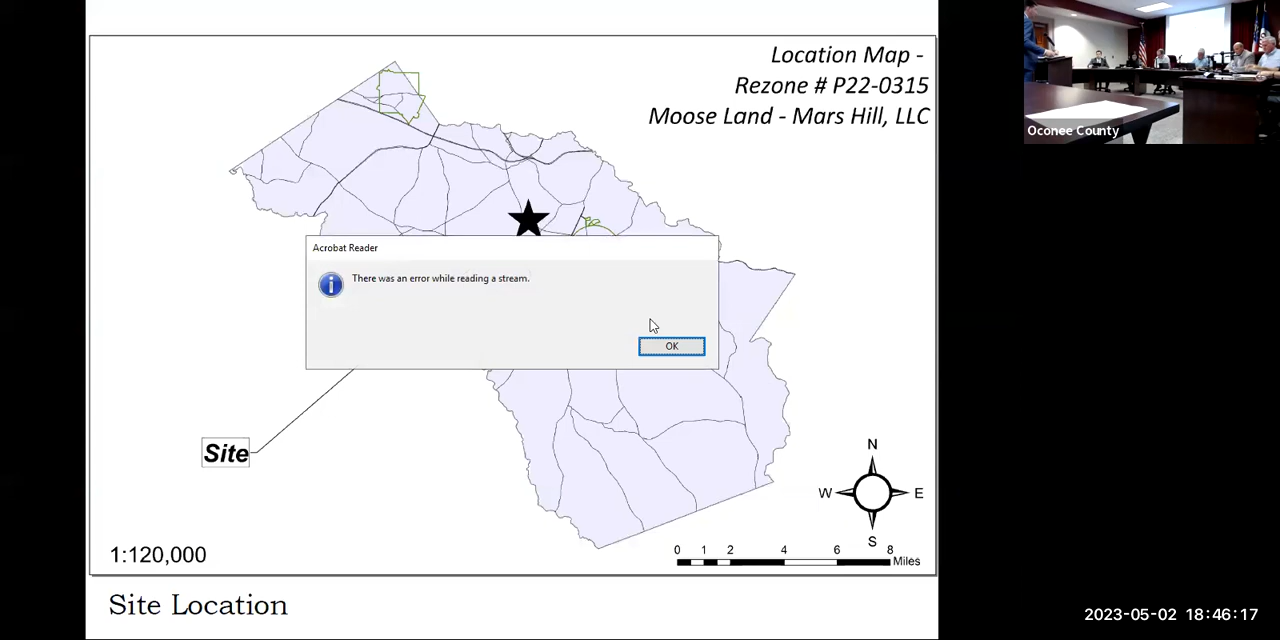 Location Map -
Rezone # P22-0315
Moose Land - Mars Hill, LLC
Oconee County
Acrobat Reader
There was an error while reading a stream.
OK
Site
N
W E
S
1:120,000
0 1 2 4 6 8
Miles
Site Location
2023-05-02 18:46:17